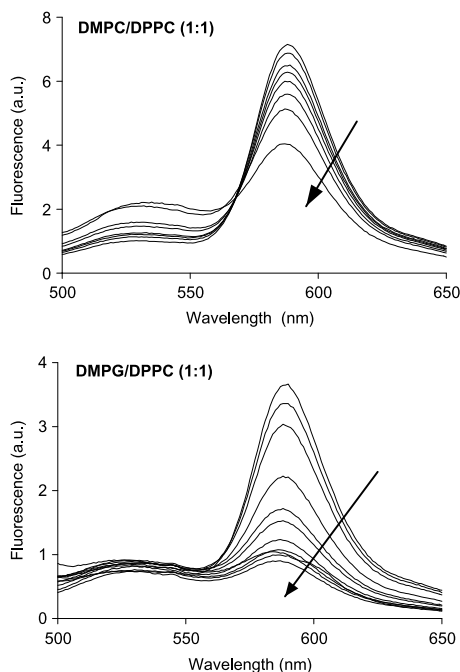 DMPC/DPPC (1:1)
Fluorescence (a.u.)
8
6
4
2
0
500 550 600 650
Wavelength (nm)
DMPG/DPPC (1:1)
Fluorescence (a.u.)
4
3
2
1
0
500 550 600 650
Wavelength (nm)